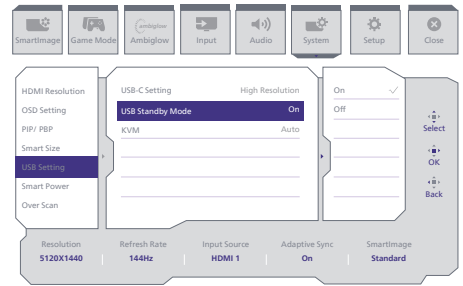 ambiglow
SmartImage
Game Mode
Ambiglow
Input
Audio
System
Setup
Close
HDMI Resolution
OSD Setting
PIP/ PBP
Smart Size
USB Setting
Smart Power
Over Scan
USB-C Setting High Resolution
USB Standby Mode On
KVM Auto
On
Off
Select
OK
Back
Resolution Refresh Rate Input Source Adaptive Sync SmartImage
5120X1440 144Hz HDMI 1 On Standard